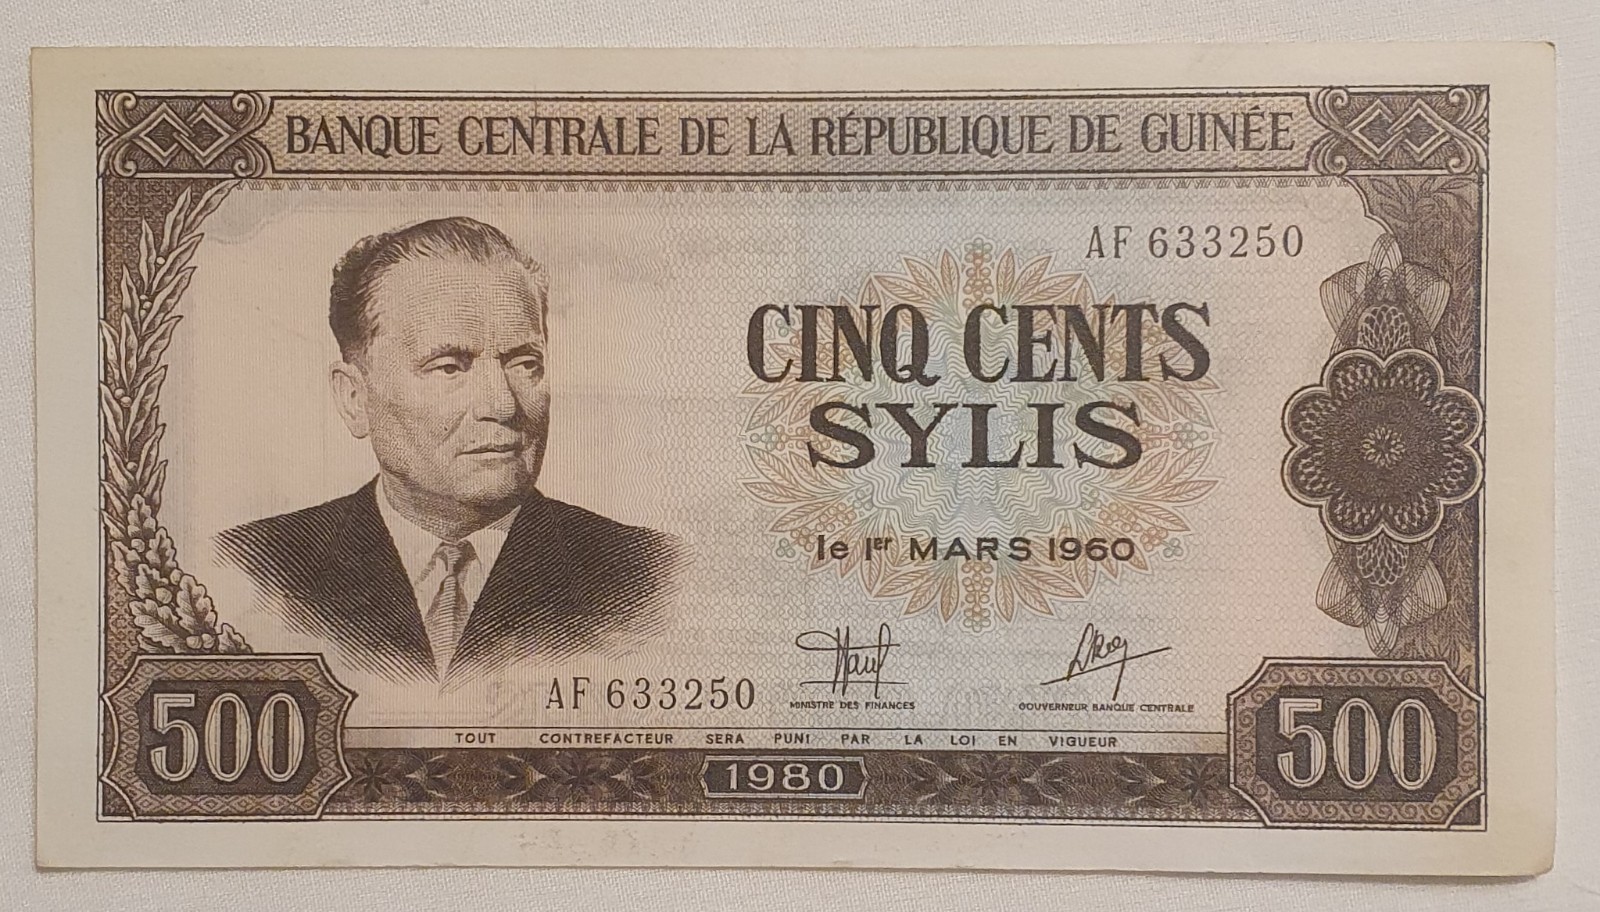 BANQUE CENTRALE DE LA RÉPUBLIQUE DE GUINÉE
AF 633250
CINQ CENTS
SYLIS
le 1er MARS 1960
AF 633250
MINISTRE DES FINANCES
GOUVERNEUR BANQUE CENTRALE
500
500
TOUT CONTREFACTEUR SERA PUNI PAR LA LOI EN VIGUEUR
1980